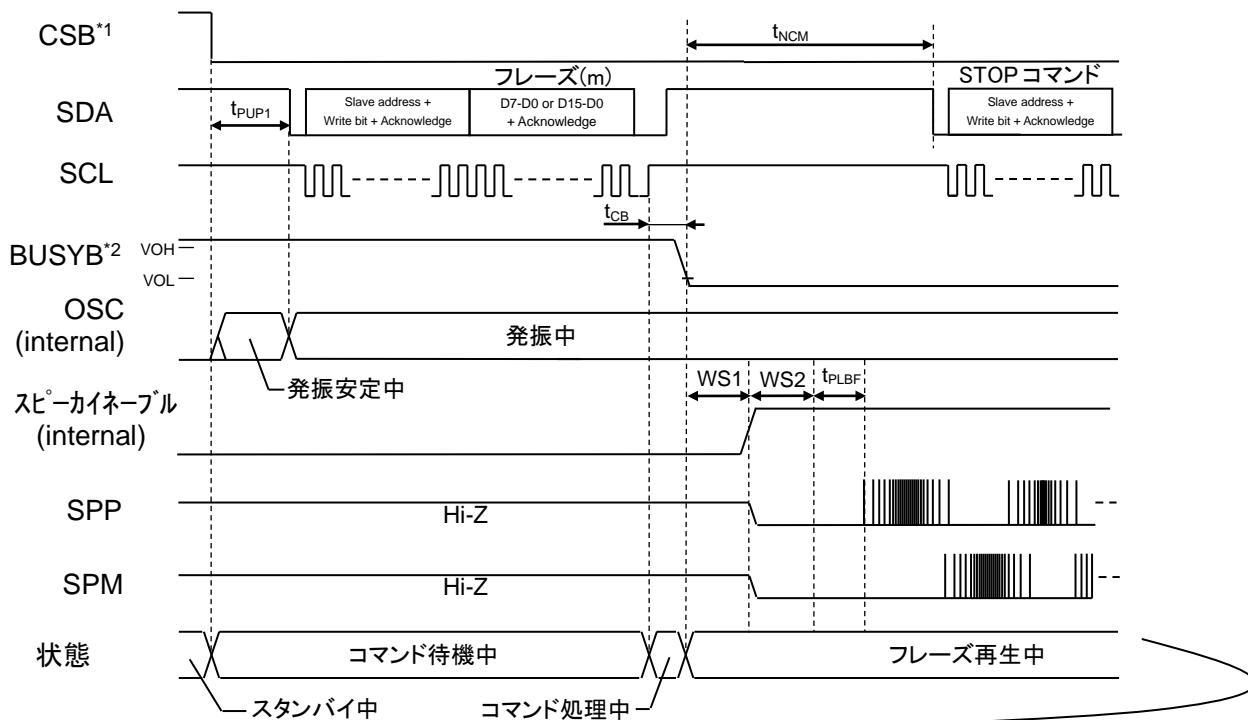 CSB*1
tNCM
フレーズ(m)
STOP コマンド
SDA
tPUP1
Slave address +
Write bit + Acknowledge
D7-D0 or D15-D0
+ Acknowledge
Slave address +
Write bit + Acknowledge
SCL
tCB
BUSYB*2
VOH
VOL
OSC
(internal)
発振中
発振安定中
WS1
WS2
tPLBF
スピーカイネーブル
(internal)
SPP
Hi-Z
SPM
Hi-Z
状態
コマンド待機中
フレーズ再生中
スタンバイ中
コマンド処理中